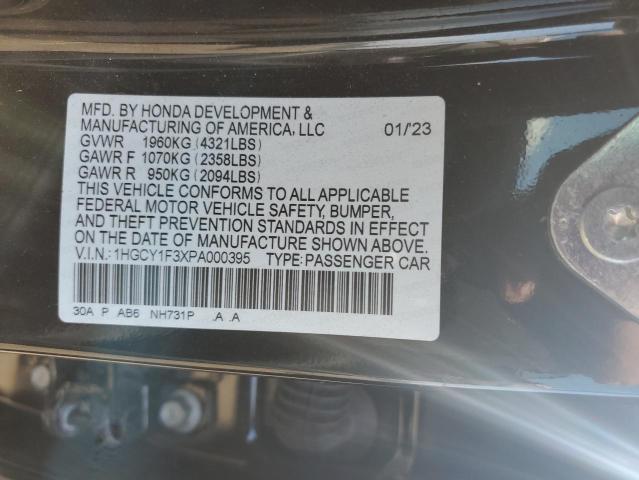 MFD. BY HONDA DEVELOPMENT &
MANUFACTURING OF AMERICA, LLC 01/'23
GVWR 1960KG (4321LBS)
GAWR F 1070KG (2358LBS)
GAWR R 950KG (2094LBS)
THIS VEHICLE CONFORMS TO ALL APPLICABLE
FEDERAL MOTOR VEHICLE SAFETY, BUMPER,
AND THEFT PREVENTION STANDARDS IN EFFECT
ON THE DATE OF MANUFACTURE SHOWN ABOVE.
V.I.N.:1HGCY1F3XPA000395 TYPE:PASSENGER CAR
30A P AB6 NH731P .A .A